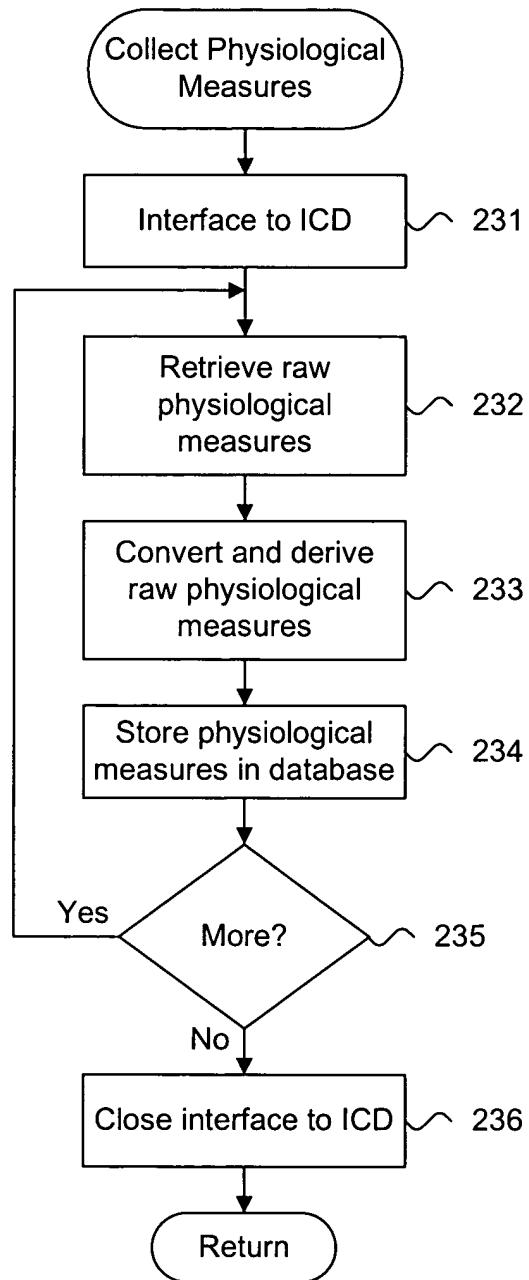 Collect Physiological
Measures
Interface to ICD
231
Retrieve raw
physiological
measures
232
Convert and derive
raw physiological
measures
233
Store physiological
measures in database
234
Yes
More?
235
No
Close interface to ICD
236
Return